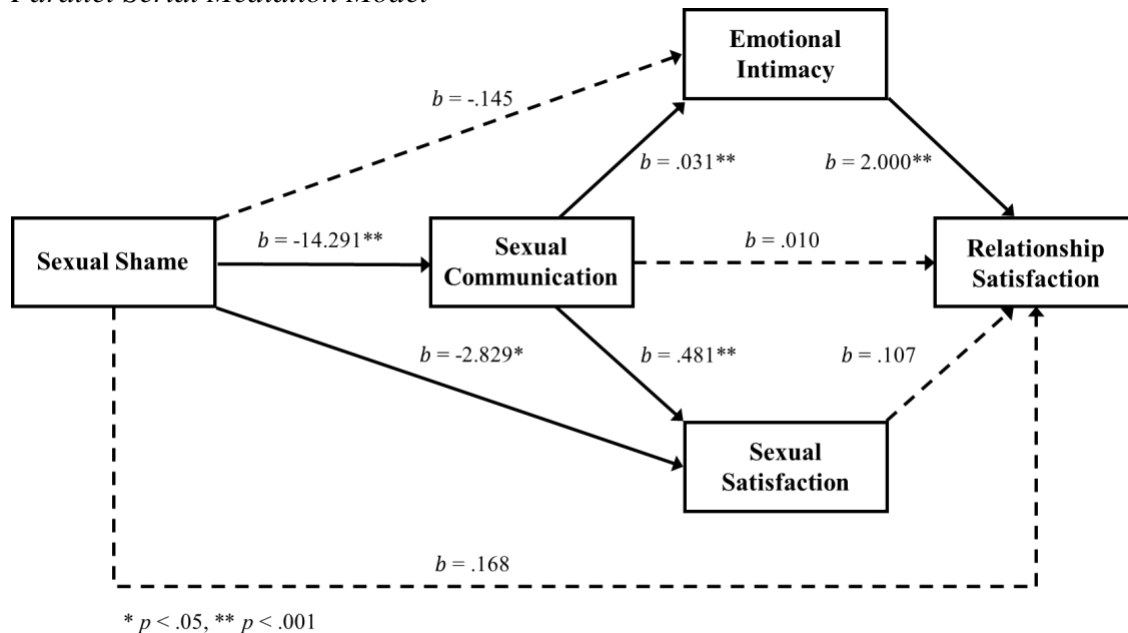 Parallel Serial Mediation Model
Emotional
Intimacy
b = -.145
b = .031**
b = 2.000**
Sexual Shame
b = -14.291**
Sexual
Communication
b = .010
Relationship
Satisfaction
b = -2.829*
b = .481**
b = .107
Sexual
Satisfaction
b = .168
* p < .05, ** p < .001